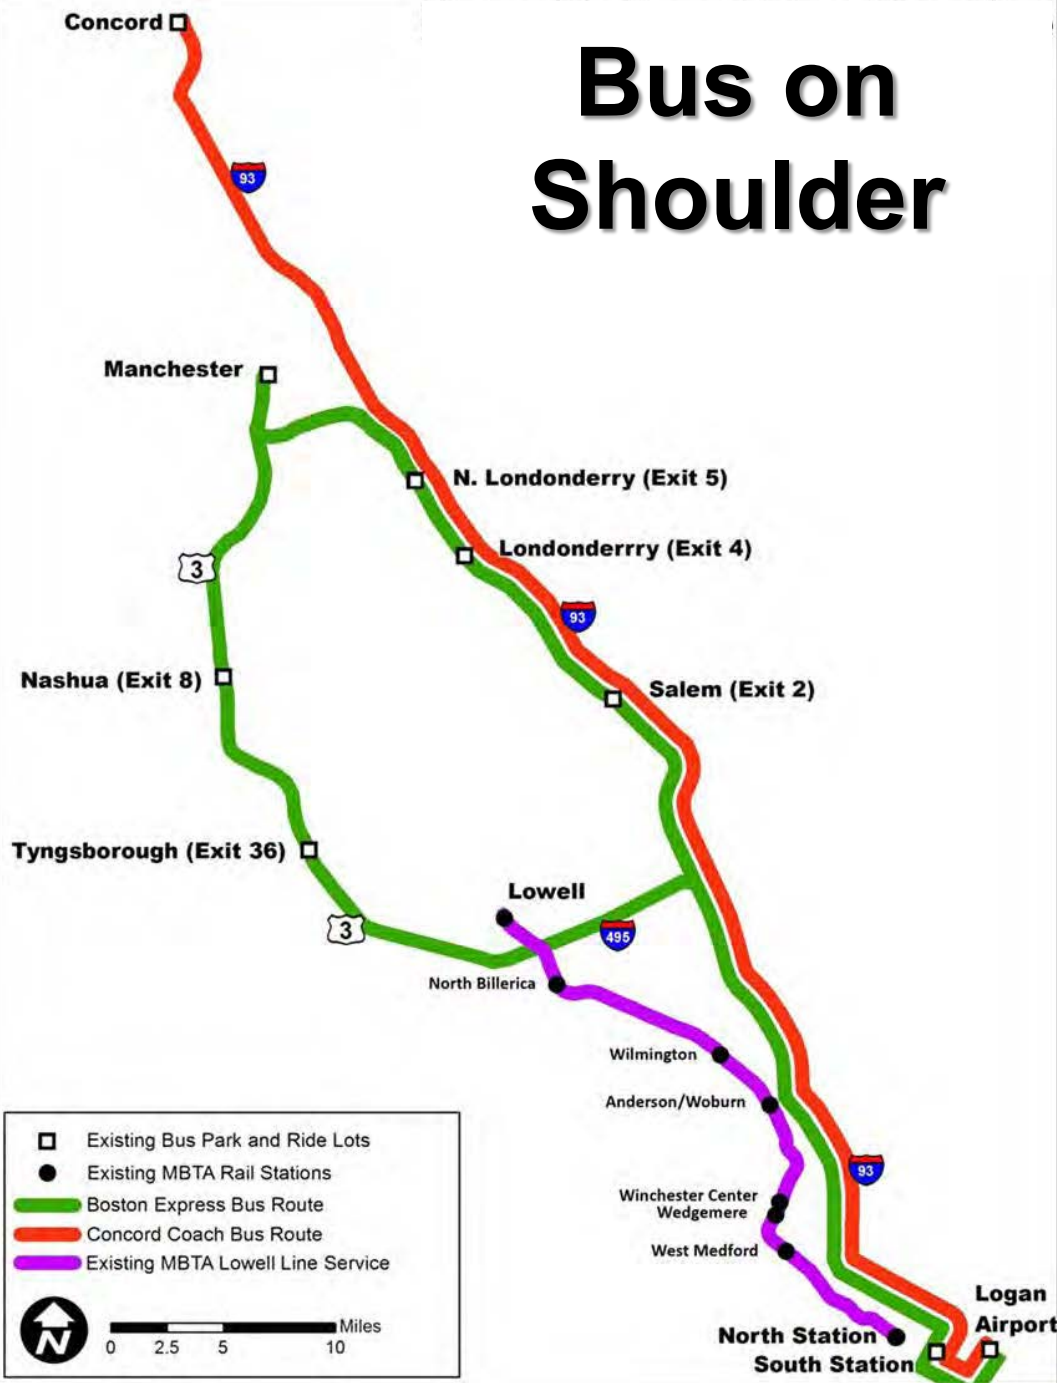 Concord
Bus on
Shoulder
93
Manchester
N. Londonderry (Exit 5)
Londonderrry (Exit 4)
3
93
Nashua (Exit 8)
Salem (Exit 2)
Tyngsborough (Exit 36)
Lowell
3
495
North Billerica
Wilmington
Anderson/Woburn
93
Winchester Center
Wedgemere
West Medford
Logan
Airport
North Station
South Station
Existing Bus Park and Ride Lots
Existing MBTA Rail Stations
Boston Express Bus Route
Concord Coach Bus Route
Existing MBTA Lowell Line Service
N
Miles
0 2.5 5 10